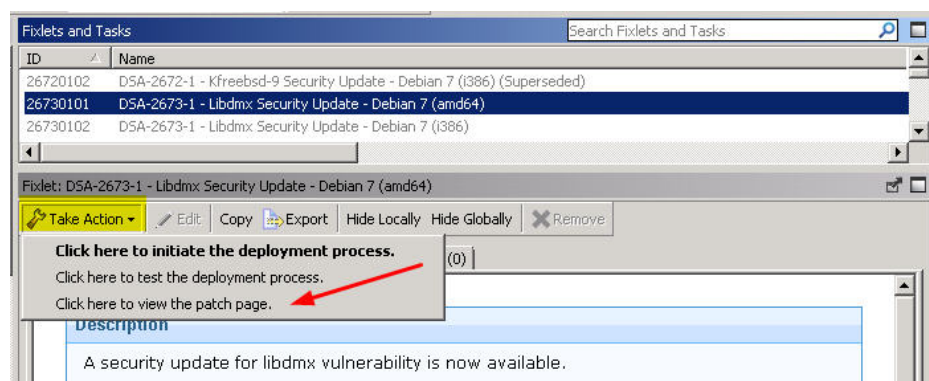 Fixlets and Tasks Search Fixlets and Tasks
ID Name
26720102 DSA-2672-1 - Kfreebsd-9 Security Update - Debian 7 (i386) (Superseded)
26730101 DSA-2673-1 - Libdmx Security Update - Debian 7 (amd64)
26730102 DSA-2673-1 - Libdmx Security Update - Debian 7 (i386)
Fixlet: DSA-2673-1 - Libdmx Security Update - Debian 7 (amd64)
Take Action Edit Copy Export Hide Locally Hide Globally Remove
Click here to initiate the deployment process.
(0)
Click here to test the deployment process.
Click here to view the patch page.
Description
A security update for libdmx vulnerability is now available.